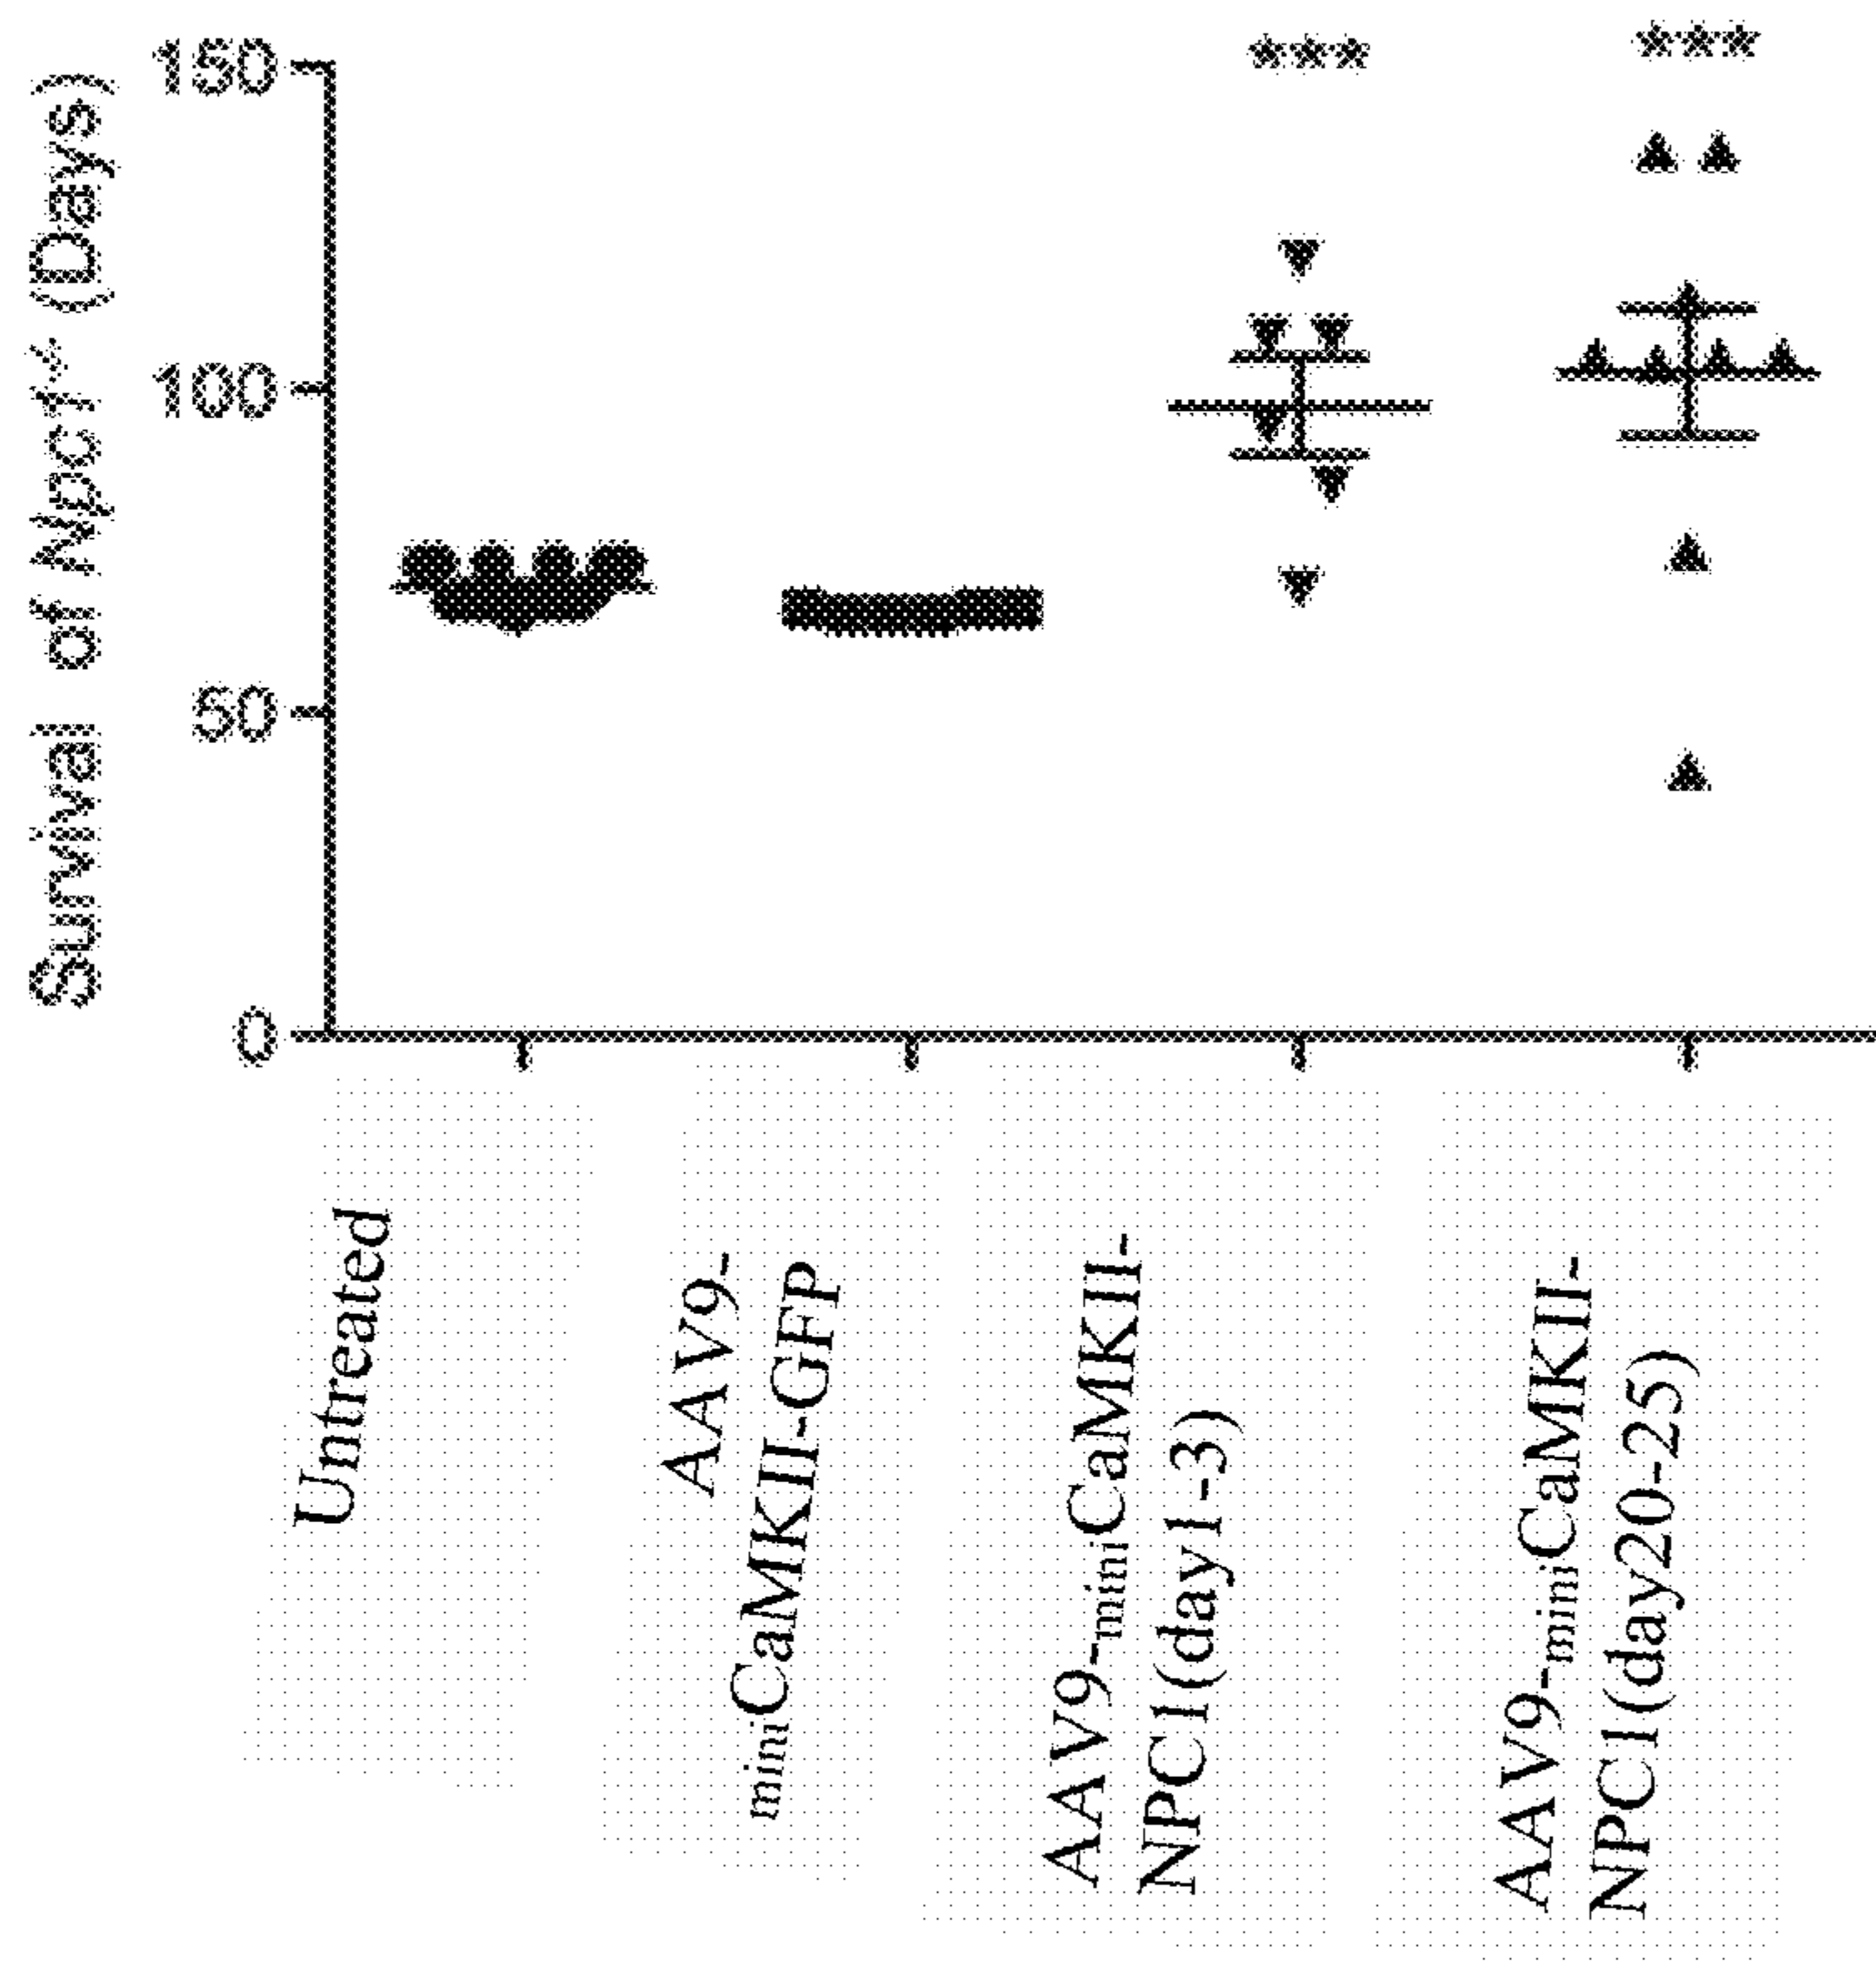 Survival of Npc1-/- (Days)
150
100
50
0
***
***
Untreated
AAV9-
miniCaMKII-GFP
AAV9-miniCaMKII-
NPC1(day1-3)
AAV9-miniCaMKII-
NPC1(day20-25)